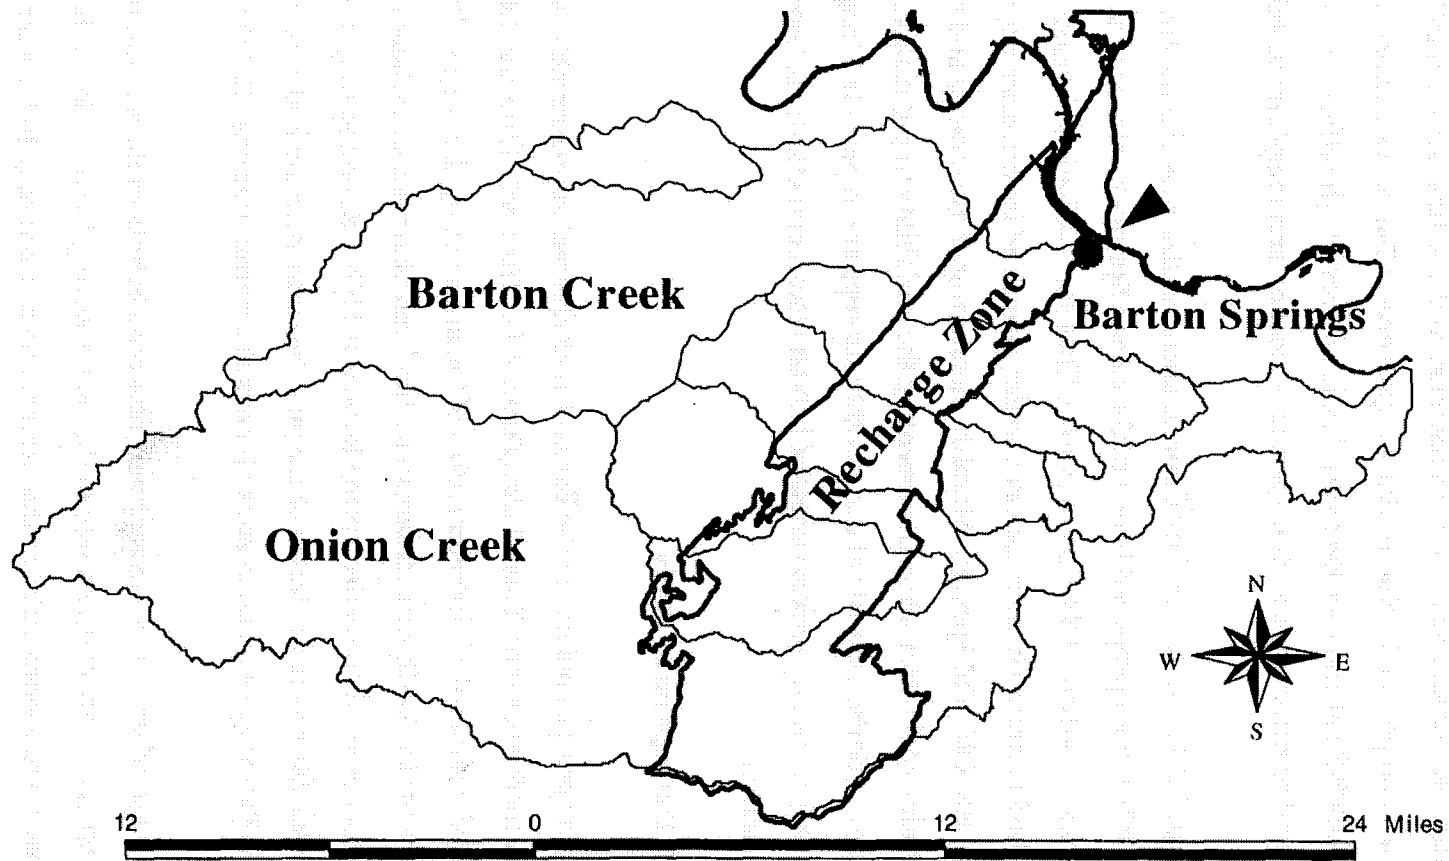 Barton Creek
Barton Springs
Recharge Zone
Onion Creek
N
W E
S
12 0 12 24 Miles